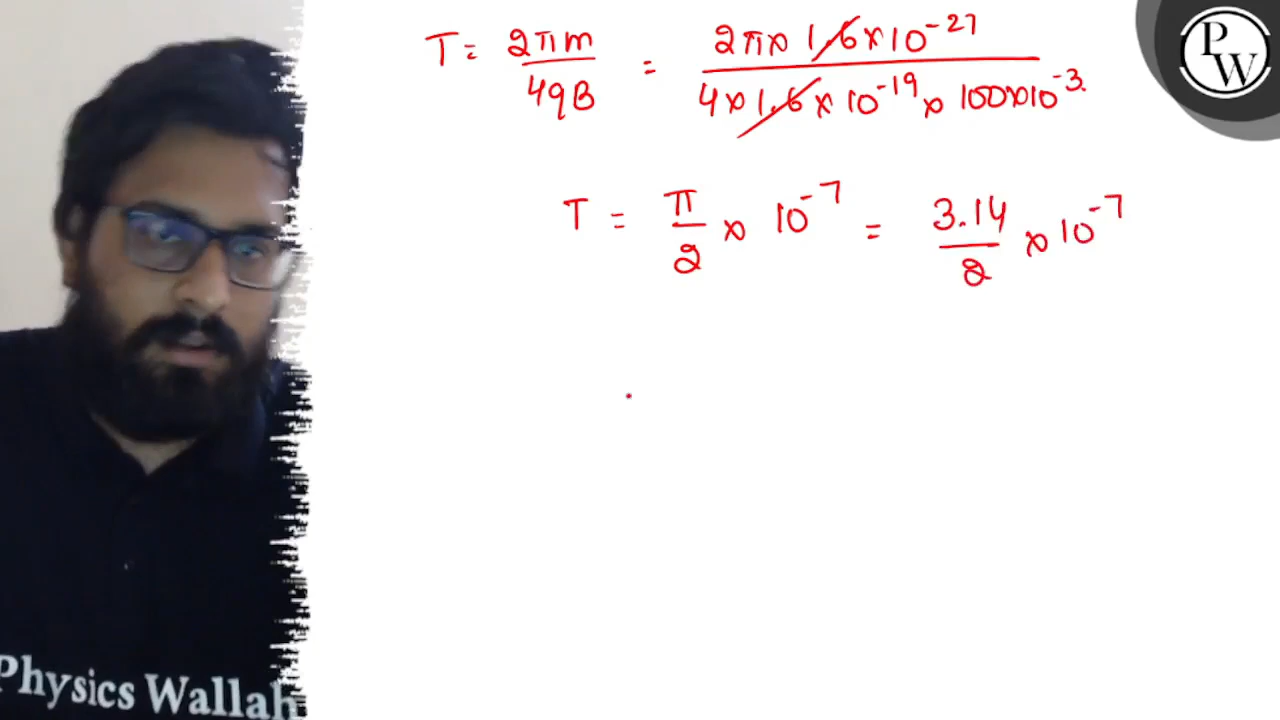 T = 2πm/4qB = 2π × 1.6 × 10⁻²⁷ / 4 × 1.6 × 10⁻¹⁹ × 100 × 10⁻³
T = π/2 × 10⁻⁷ = 3.14/2 × 10⁻⁷
PW
Physics Wallah